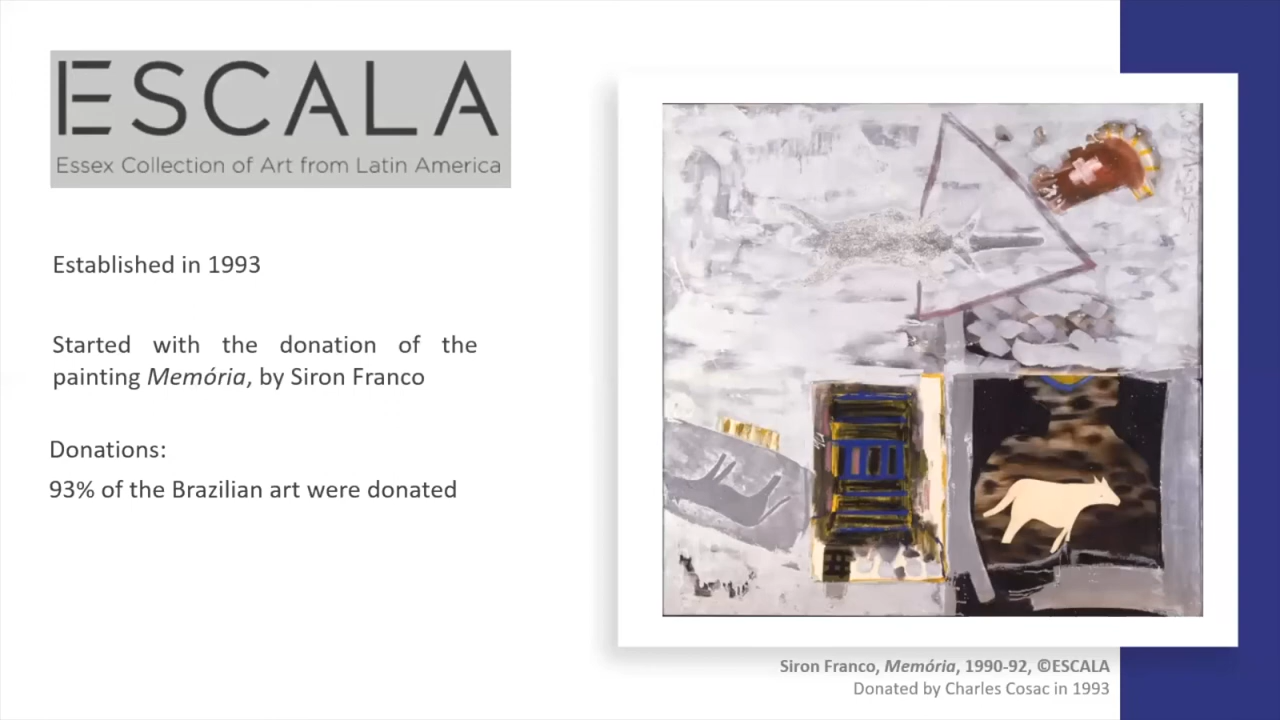 ESCALA
Essex Collection of Art from Latin America
Established in 1993
Started with the donation of the
painting Memória, by Siron Franco
Donations:
93% of the Brazilian art were donated
Siron Franco, Memória, 1990-92, ©ESCALA
Donated by Charles Cosac in 1993